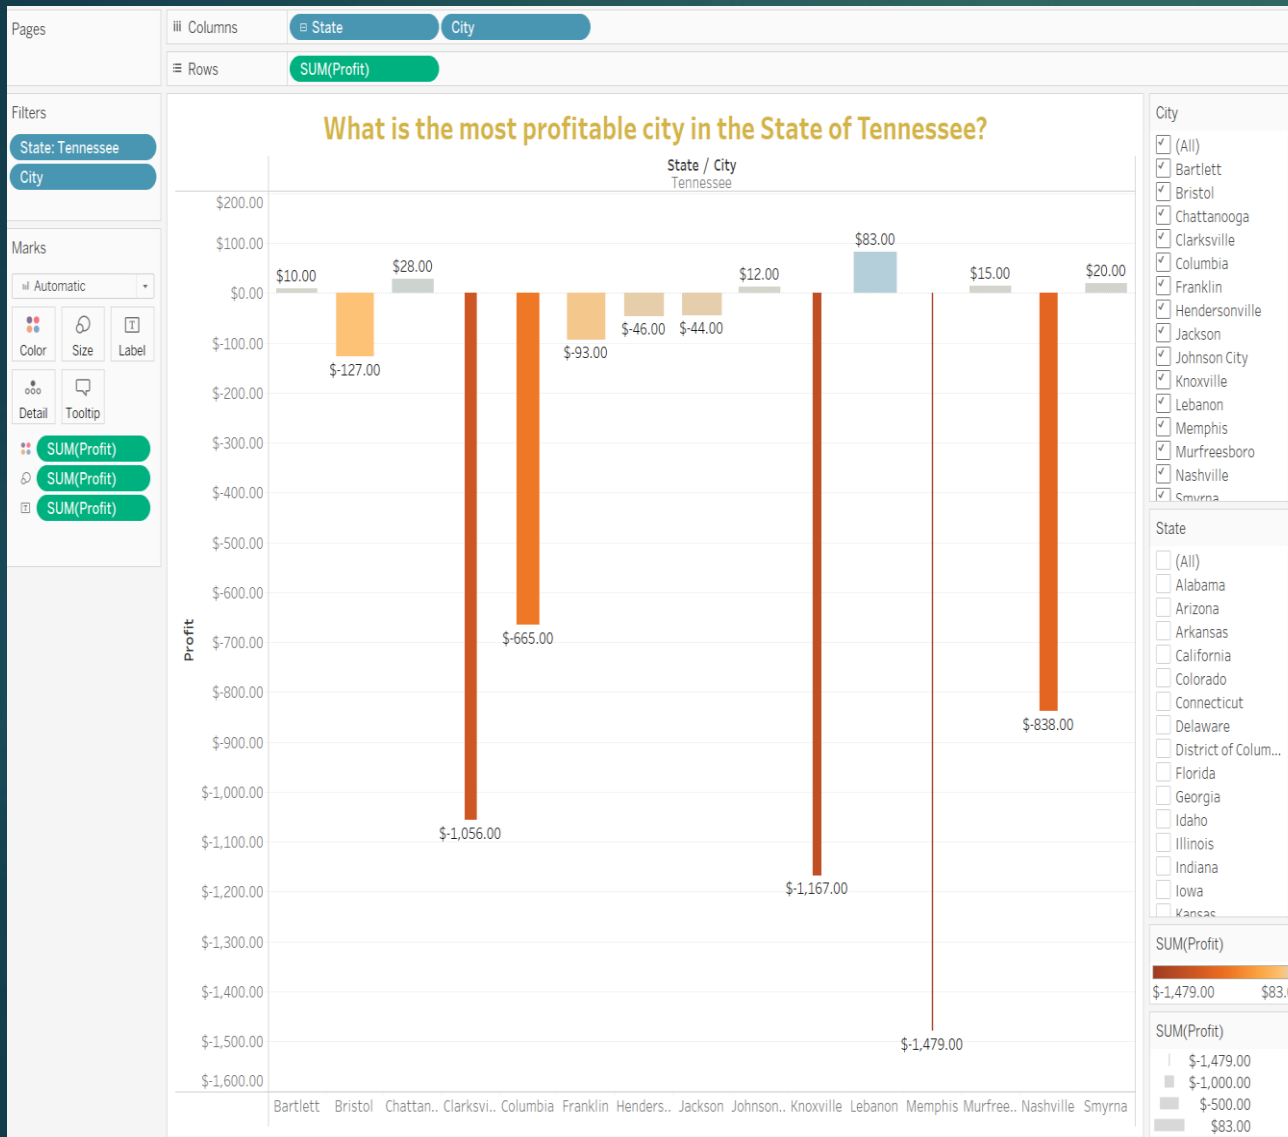 Pages
Columns
State
City
Rows
SUM(Profit)
Filters
State: Tennessee
City
Marks
Automatic
Color Size Label
Detail Tooltip
SUM(Profit)
SUM(Profit)
SUM(Profit)
What is the most profitable city in the State of Tennessee?
State / City
Tennessee
Profit
$200.00
$100.00
$0.00
$-100.00
$-200.00
$-300.00
$-400.00
$-500.00
$-600.00
$-700.00
$-800.00
$-900.00
$-1,000.00
$-1,100.00
$-1,200.00
$-1,300.00
$-1,400.00
$-1,500.00
$-1,600.00
$10.00
$-127.00
$28.00
$-1,056.00
$-665.00
$-93.00
$-46.00
$-44.00
$12.00
$-1,167.00
$83.00
$-1,479.00
$15.00
$-838.00
$20.00
Bartlett Bristol Chattan.. Clarksvi.. Columbia Franklin Henders.. Jackson Johnson.. Knoxville Lebanon Memphis Murfree.. Nashville Smyrna
City
(All)
Bartlett
Bristol
Chattanooga
Clarksville
Columbia
Franklin
Hendersonville
Jackson
Johnson City
Knoxville
Lebanon
Memphis
Murfreesboro
Nashville
Smyrna
State
(All)
Alabama
Arizona
Arkansas
California
Colorado
Connecticut
Delaware
District of Colum...
Florida
Georgia
Idaho
Illinois
Indiana
Iowa
Kansas
SUM(Profit)
$-1,479.00 $83.
SUM(Profit)
$-1,479.00
$-1,000.00
$-500.00
$83.00